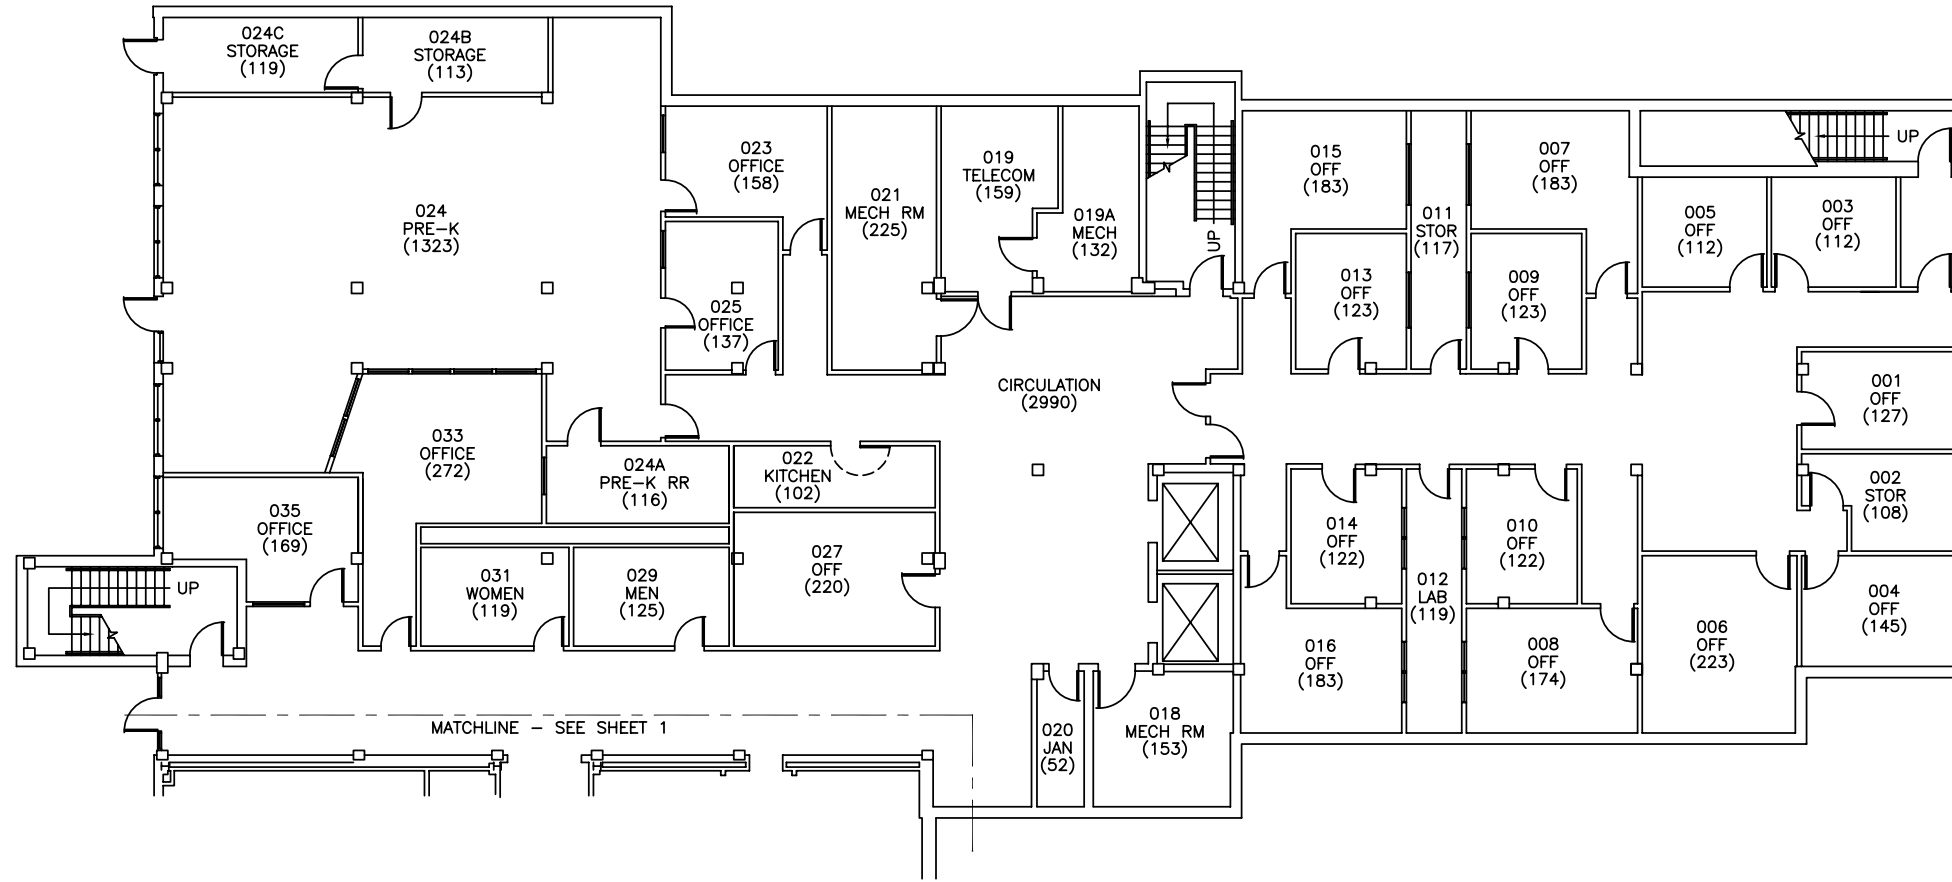 024C
STORAGE
(119)
024B
STORAGE
(113)
024
PRE-K
(1323)
023
OFFICE
(158)
021
MECH RM
(225)
019
TELECOM
(159)
019A
MECH
(132)
UP
015
OFF
(183)
011
STOR
(117)
007
OFF
(183)
UP
005
OFF
(112)
003
OFF
(112)
013
OFF
(123)
009
OFF
(123)
025
OFFICE
(137)
CIRCULATION
(2990)
001
OFF
(127)
033
OFFICE
(272)
024A
PRE-K RR
(116)
022
KITCHEN
(102)
002
STOR
(108)
035
OFFICE
(169)
014
OFF
(122)
010
OFF
(122)
027
OFF
(220)
031
WOMEN
(119)
029
MEN
(125)
012
LAB
(119)
UP
004
OFF
(145)
016
OFF
(183)
008
OFF
(174)
006
OFF
(223)
MATCHLINE - SEE SHEET 1
020
JAN
(52)
018
MECH RM
(153)